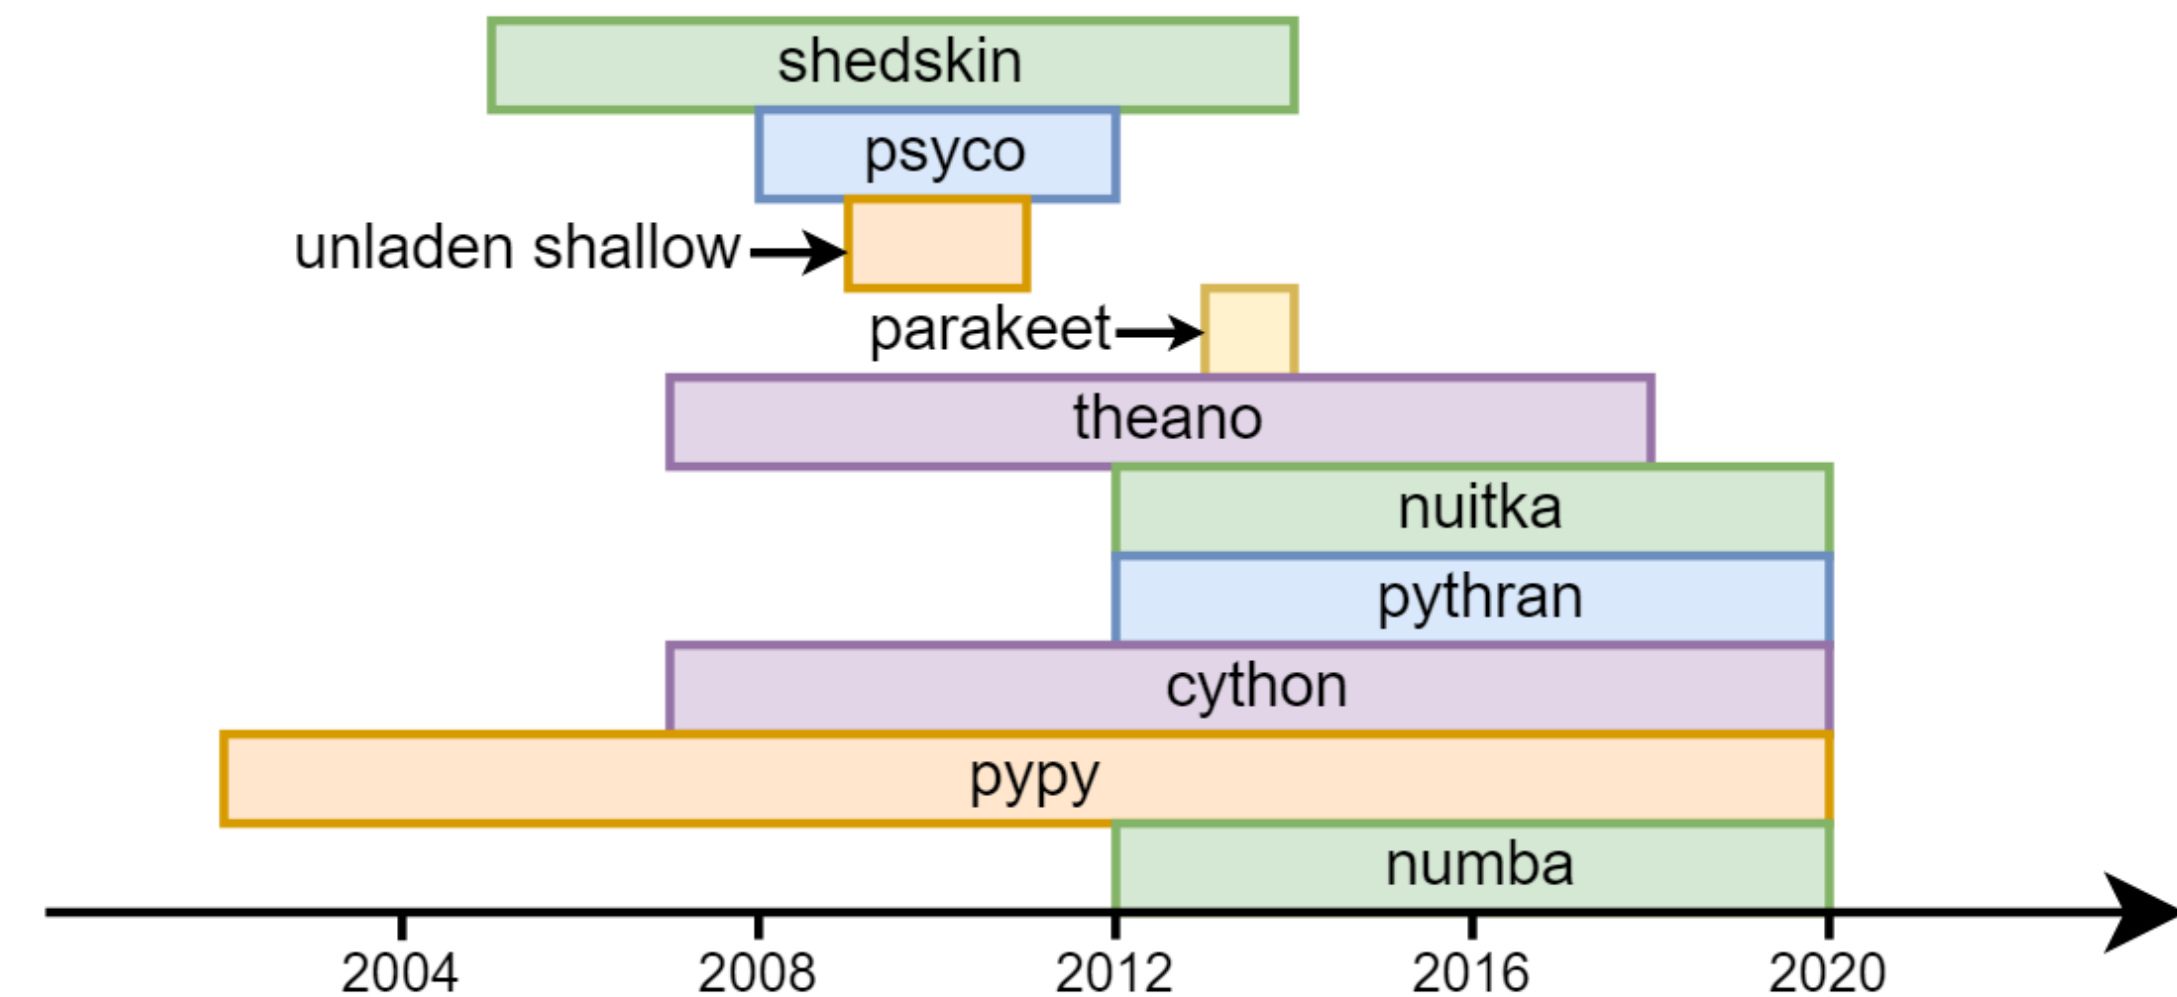 shedskin
psyco
unladen shallow
parakeet
theano
nuitka
pythran
cython
pypy
numba
2004 2008 2012 2016 2020